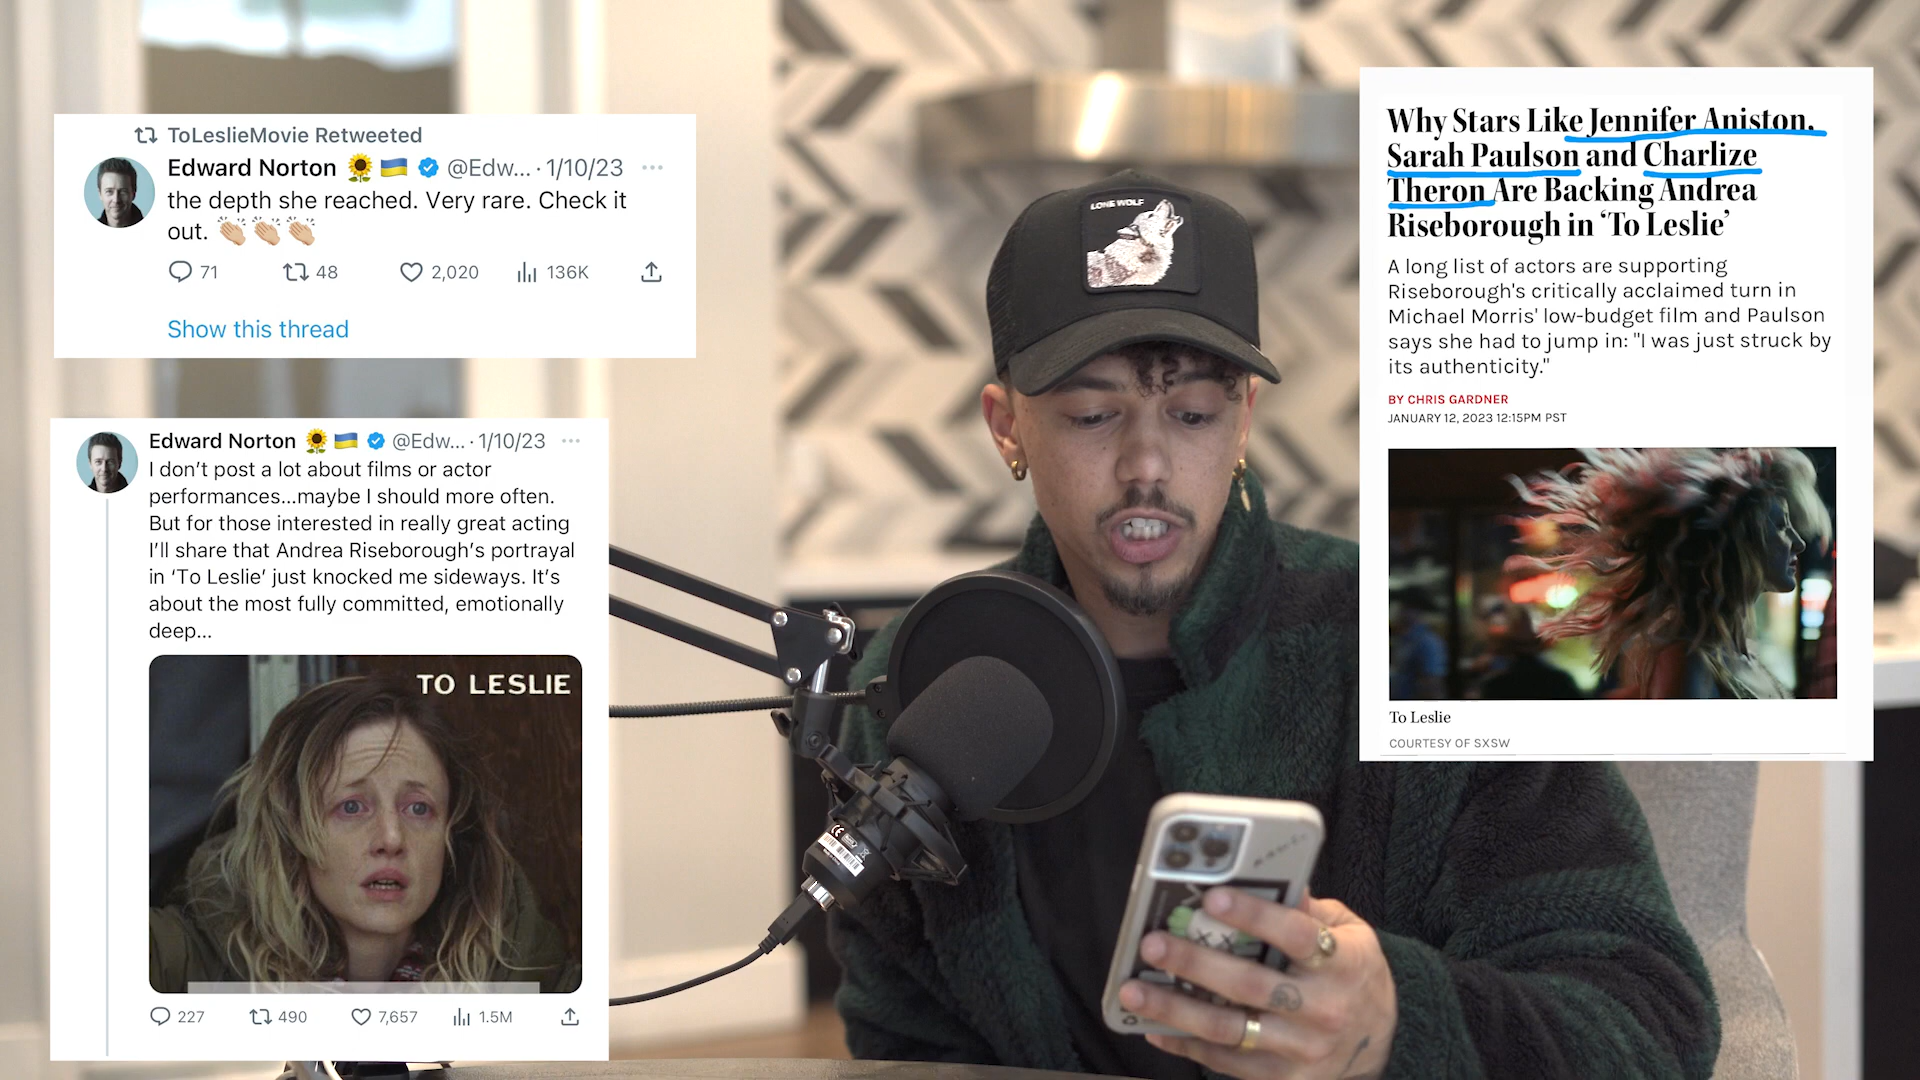 ToLeslieMovie Retweeted
Edward Norton 🌻 🇺🇦 @Edw... · 1/10/23 ...
the depth she reached. Very rare. Check it
out. 👏🏼👏🏼👏🏼
71 48 2,020 136K
Show this thread
Edward Norton 🌻 🇺🇦 @Edw... · 1/10/23 ...
I don't post a lot about films or actor
performances...maybe I should more often.
But for those interested in really great acting
I'll share that Andrea Riseborough's portrayal
in 'To Leslie' just knocked me sideways. It's
about the most fully committed, emotionally
deep...
TO LESLIE
227 490 7,657 1.5M
LONE WOLF
CE
Why Stars Like Jennifer Aniston,
Sarah Paulson and Charlize
Theron Are Backing Andrea
Riseborough in 'To Leslie'
A long list of actors are supporting
Riseborough's critically acclaimed turn in
Michael Morris' low-budget film and Paulson
says she had to jump in: "I was just struck by
its authenticity."
BY CHRIS GARDNER
JANUARY 12, 2023 12:15PM PST
To Leslie
COURTESY OF SXSW